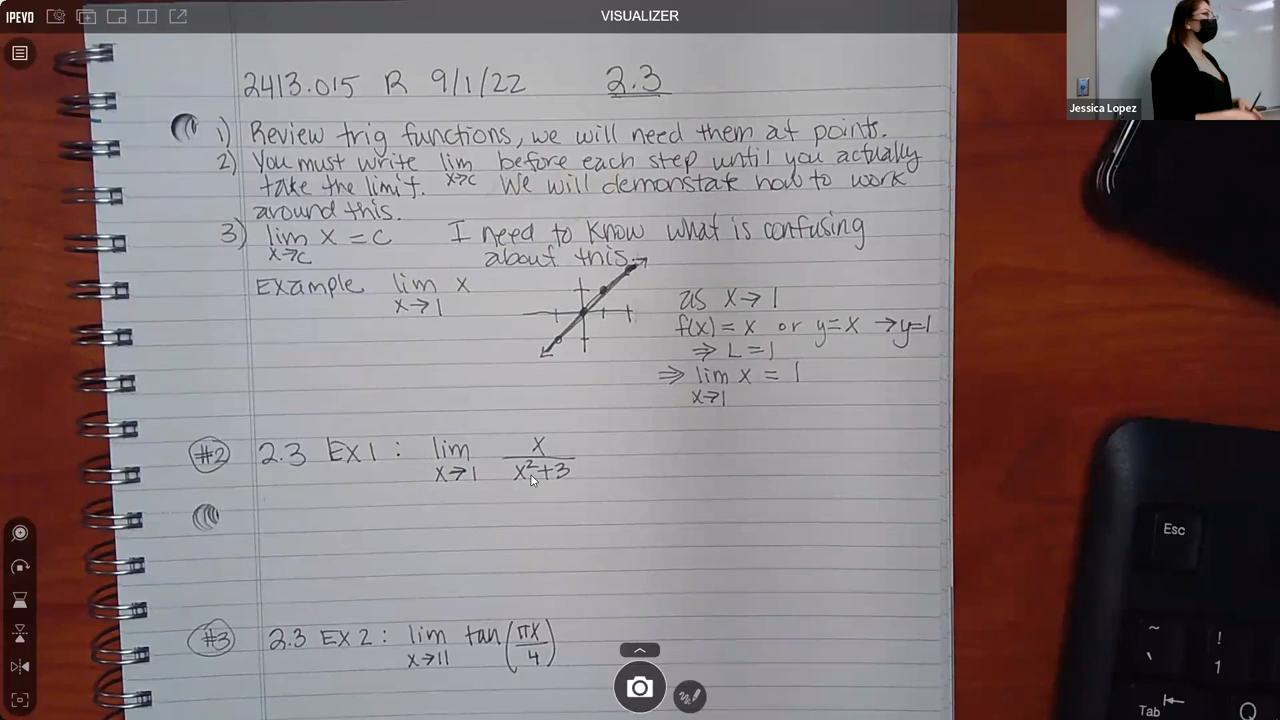 IPEVO
VISUALIZER
Jessica Lopez
2413.015 R 9/1/22 2.3
1) Review trig functions, we will need them at points.
2) You must write lim x→c before each step until you actually
take the limit. We will demonstate how to work
around this.
3) lim x→c x = c I need to know what is confusing
about this.
Example lim x→1 x
as x→1
f(x) = x or y=x →y=1
⇒ L=1
⇒ lim x→1 x = 1
#2 2.3 EX 1: lim x→1 x/(x²+3)
#3 2.3 EX 2: lim x→11 tan(πx/4)
Esc
~
`
!
1
Tab
Q